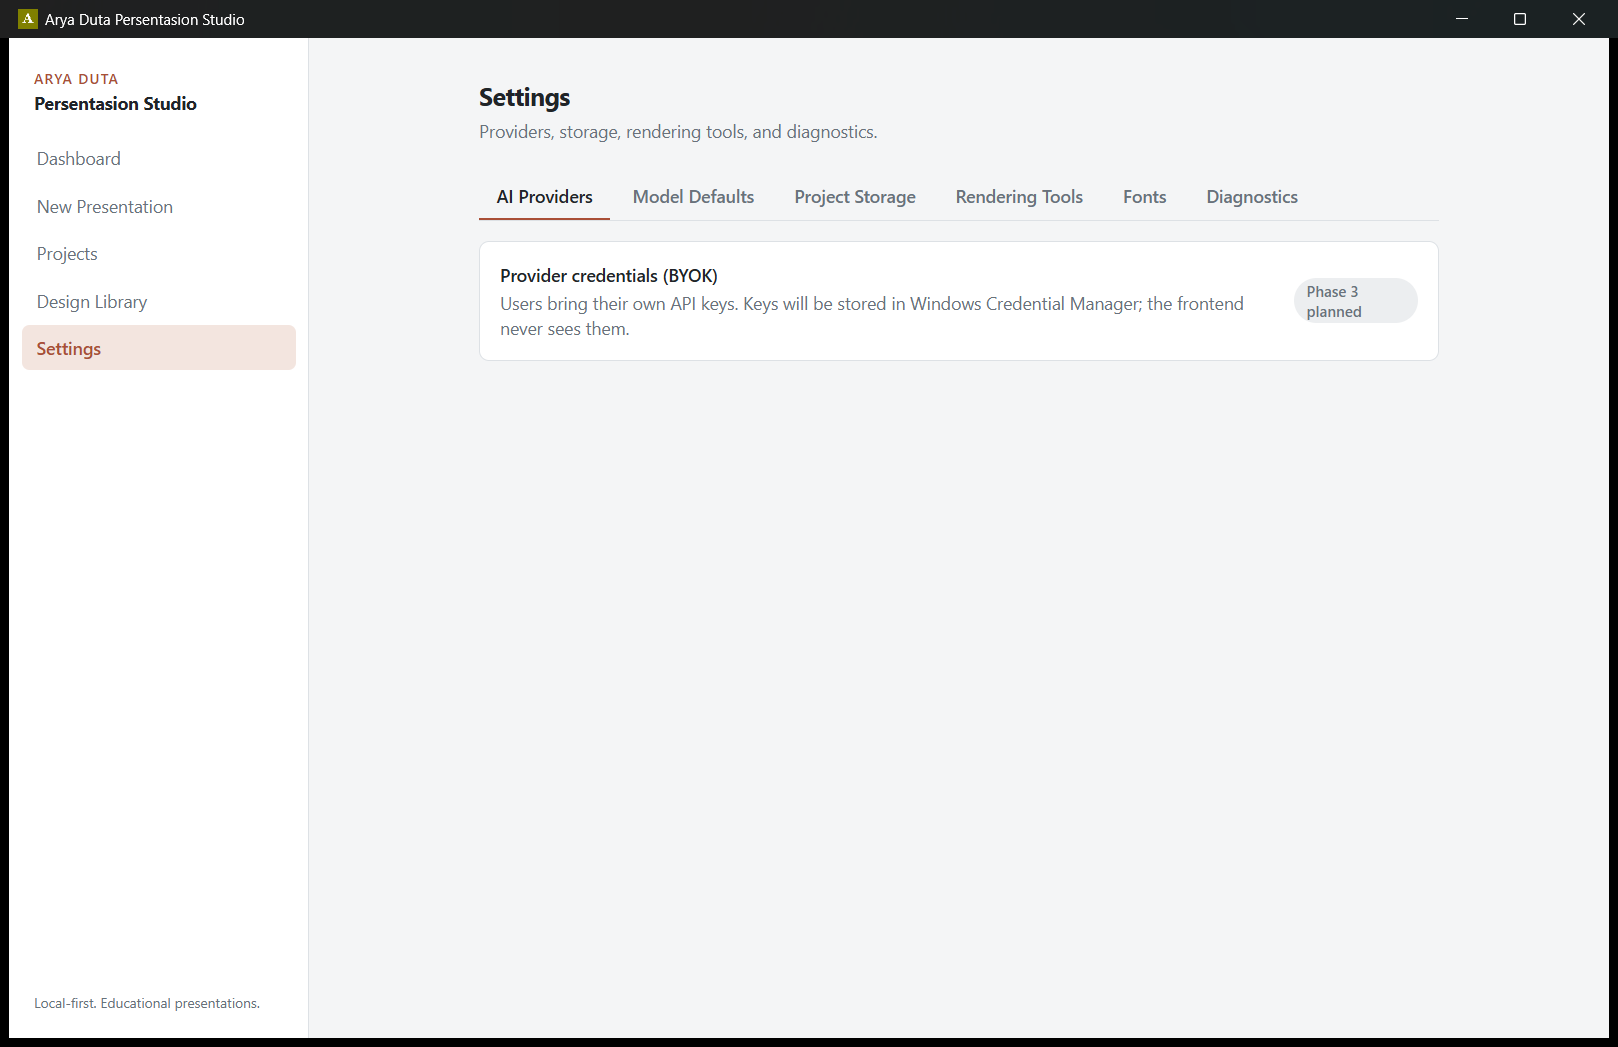 A Arya Duta Persentasion Studio
ARYA DUTA
Persentasion Studio
Dashboard
New Presentation
Projects
Design Library
Settings
Local-first. Educational presentations.
Settings
Providers, storage, rendering tools, and diagnostics.
AI Providers Model Defaults Project Storage Rendering Tools Fonts Diagnostics
Provider credentials (BYOK)
Users bring their own API keys. Keys will be stored in Windows Credential Manager; the frontend
never sees them.
Phase 3
planned